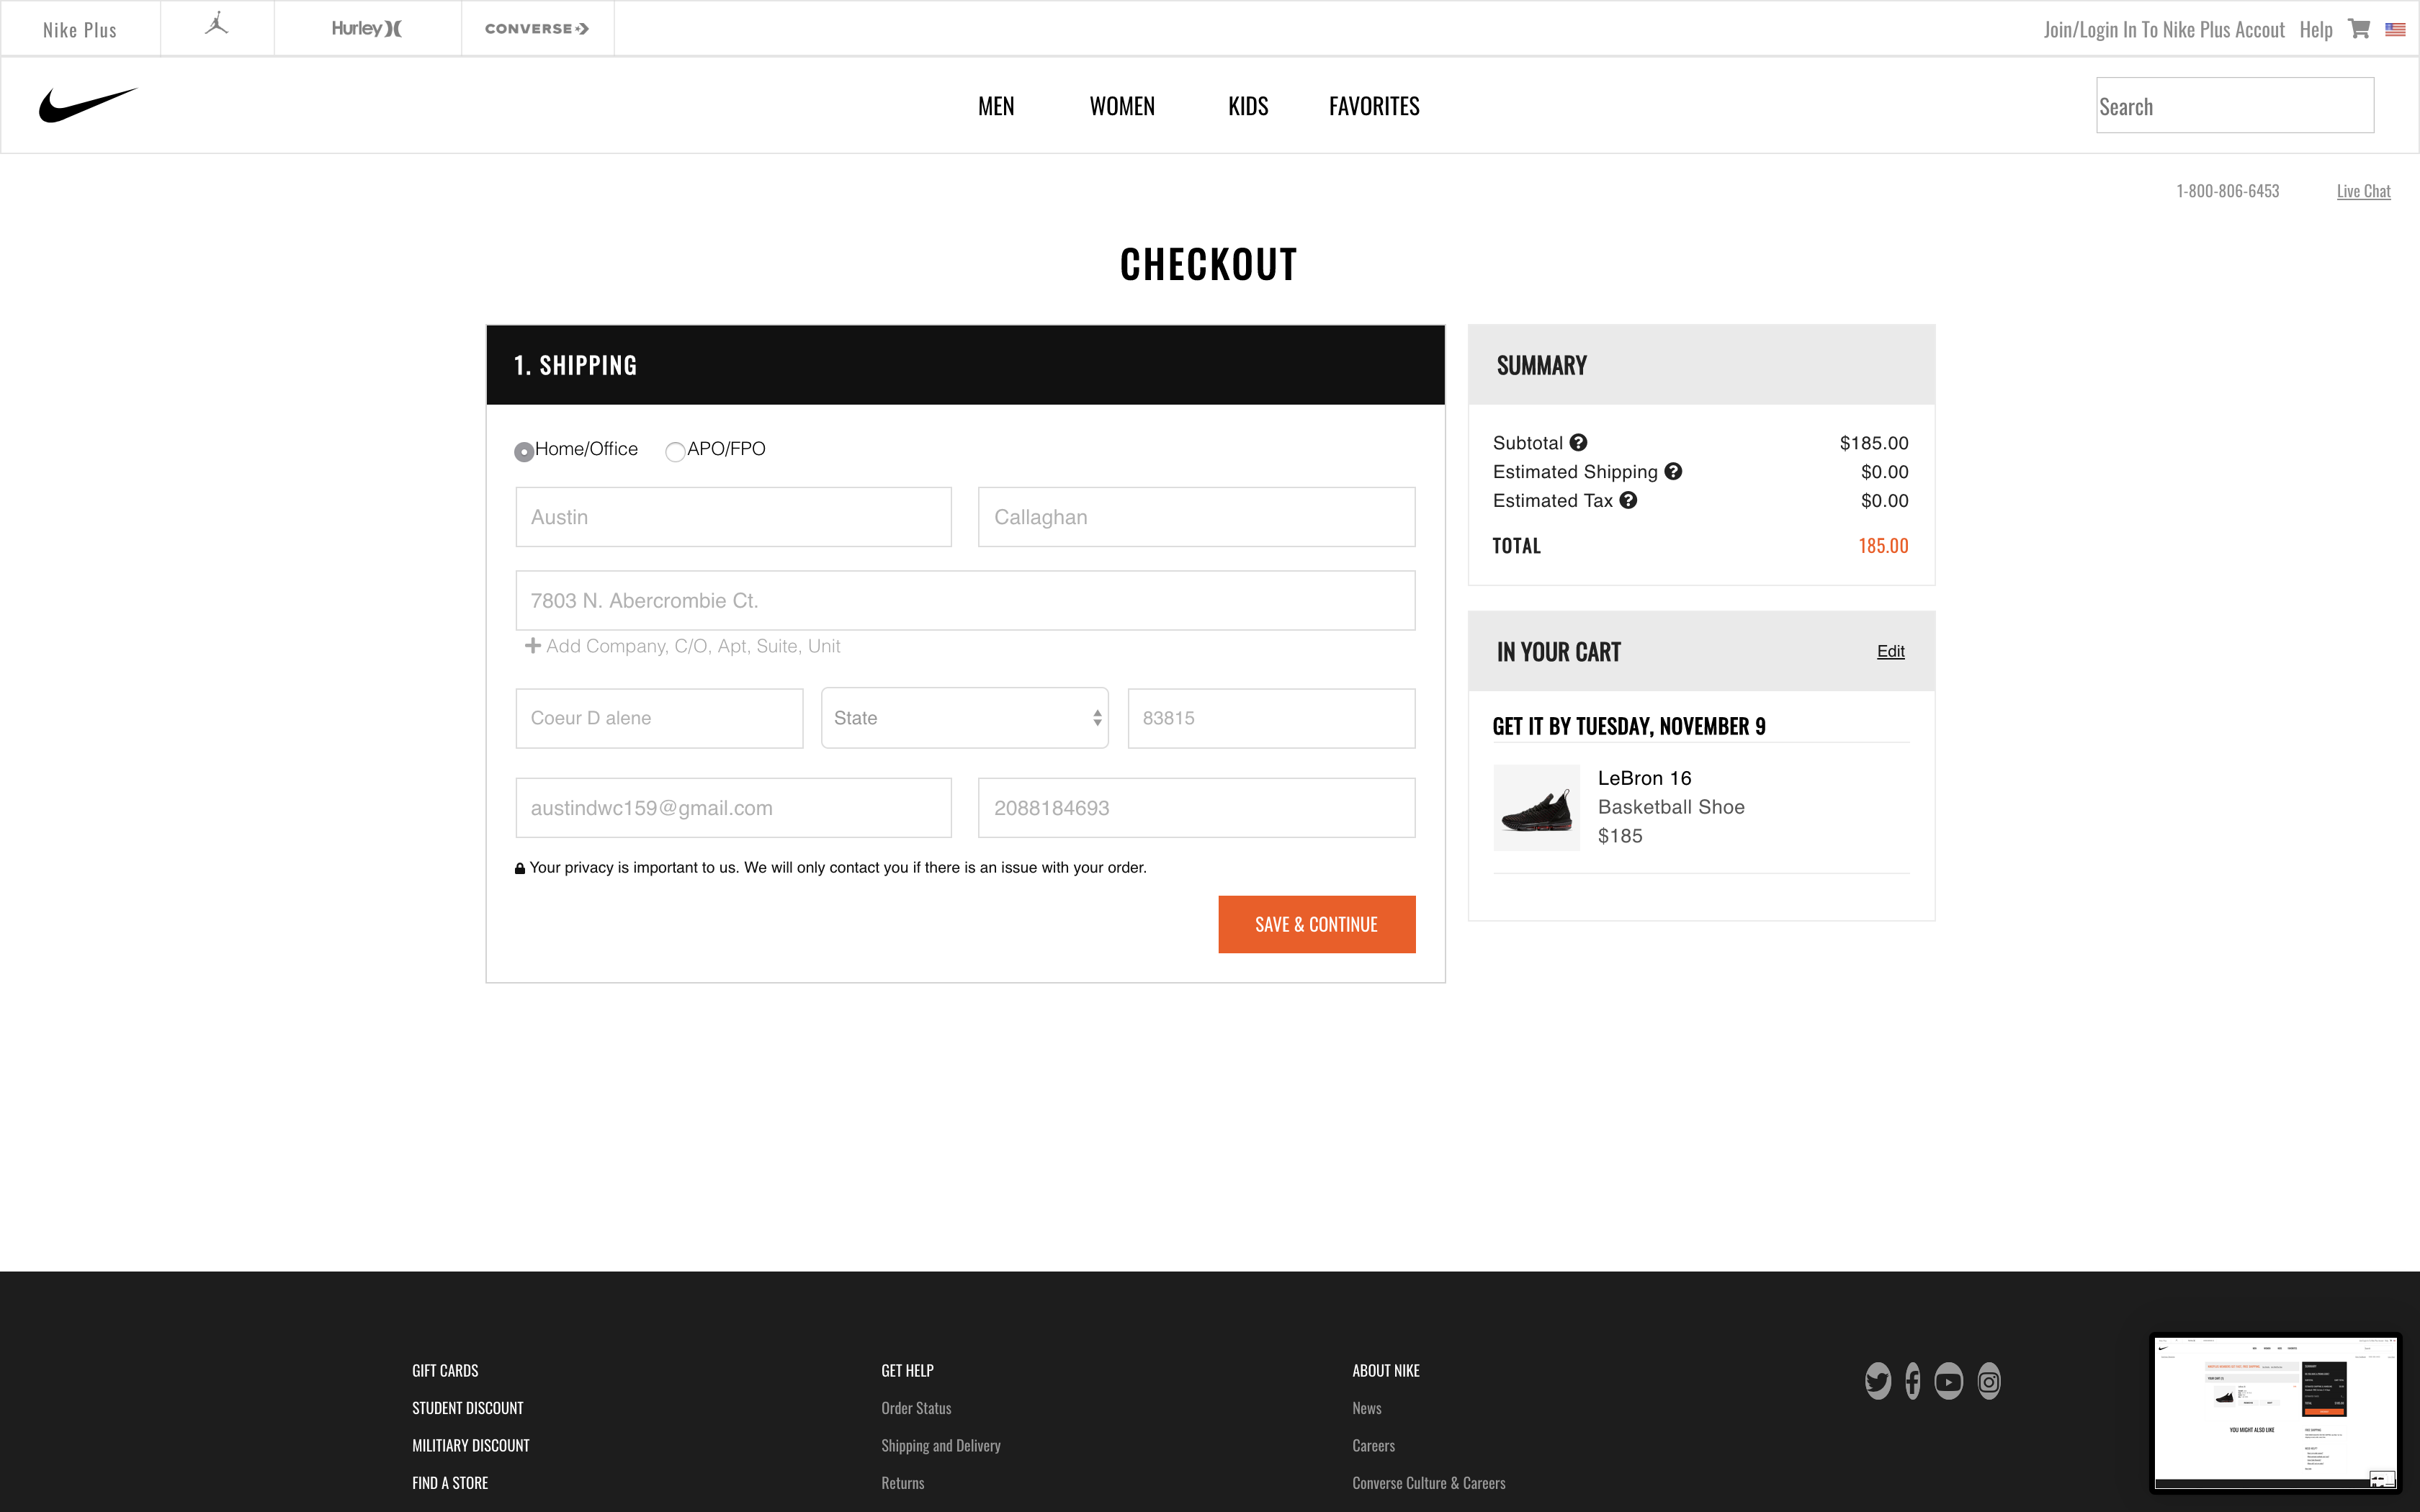 Nike Plus
Hurley
CONVERSE
Join/Login In To Nike Plus Accout Help
MEN WOMEN KIDS FAVORITES
Search
1-800-806-6453 Live Chat
CHECKOUT
1. SHIPPING
Home/Office APO/FPO
Austin Callaghan
7803 N. Abercrombie Ct.
Add Company, C/O, Apt, Suite, Unit
Coeur D alene State 83815
austindwc159@gmail.com 2088184693
Your privacy is important to us. We will only contact you if there is an issue with your order.
SAVE & CONTINUE
SUMMARY
Subtotal $185.00
Estimated Shipping $0.00
Estimated Tax $0.00
TOTAL 185.00
IN YOUR CART Edit
GET IT BY TUESDAY, NOVEMBER 9
LeBron 16
Basketball Shoe
$185
GIFT CARDS
STUDENT DISCOUNT
MILITIARY DISCOUNT
FIND A STORE
GET HELP
Order Status
Shipping and Delivery
Returns
ABOUT NIKE
News
Careers
Converse Culture & Careers
YOU MIGHT ALSO LIKE